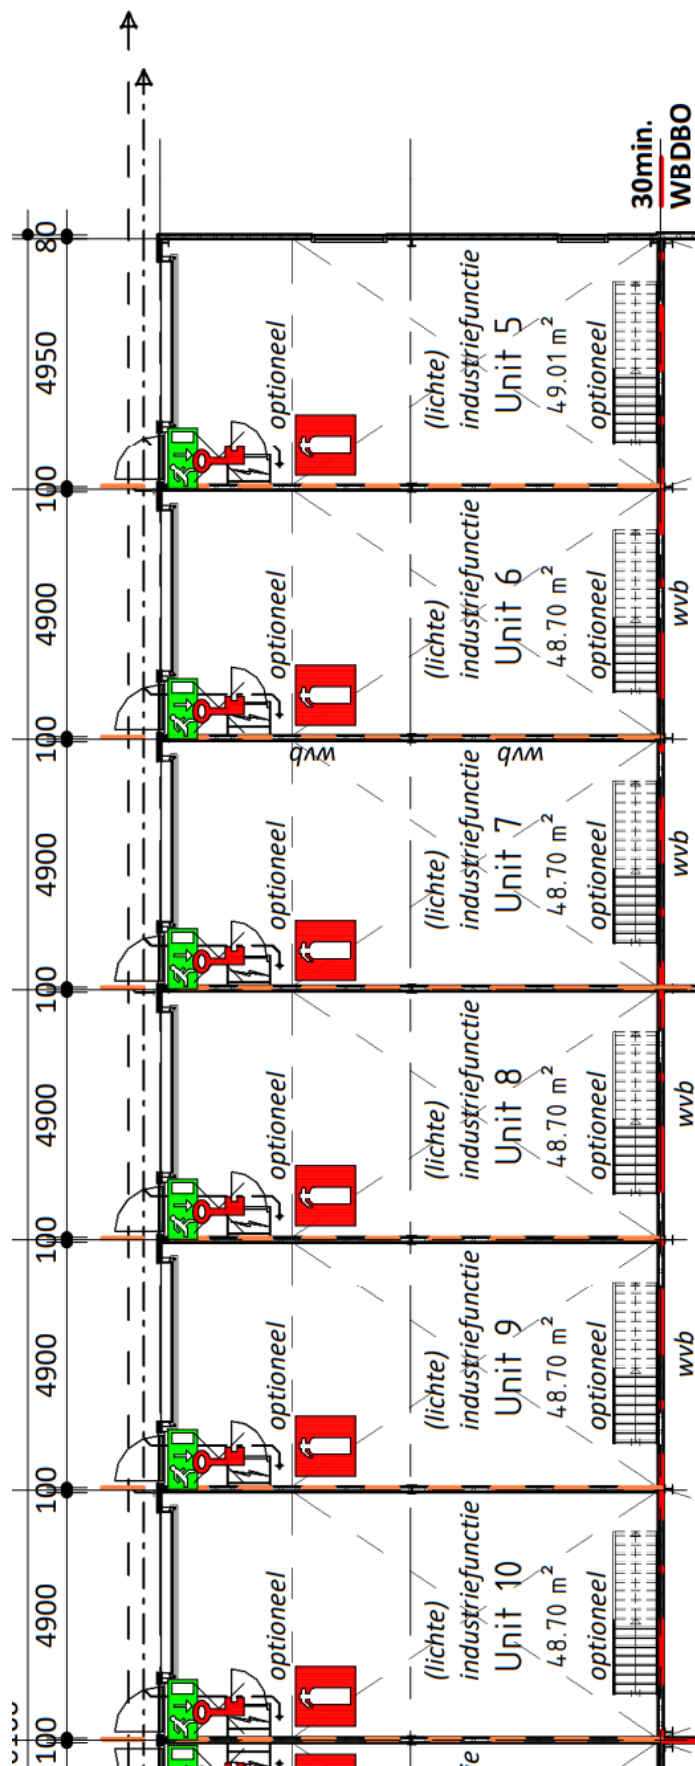 30min.
WBDBO
80
4950
optioneel
(lichte)
industriefunctie
Unit 5
49.01 m²
optioneel
100
4900
optioneel
(lichte)
industriefunctie
Unit 6
48.70 m²
optioneel
wvb
100
wvb
wvb
4900
optioneel
(lichte)
industriefunctie
Unit 7
48.70 m²
optioneel
wvb
100
4900
optioneel
(lichte)
industriefunctie
Unit 8
48.70 m²
optioneel
wvb
100
4900
optioneel
(lichte)
industriefunctie
Unit 9
48.70 m²
optioneel
wvb
100
4900
optioneel
(lichte)
industriefunctie
Unit 10
48.70 m²
optioneel
100